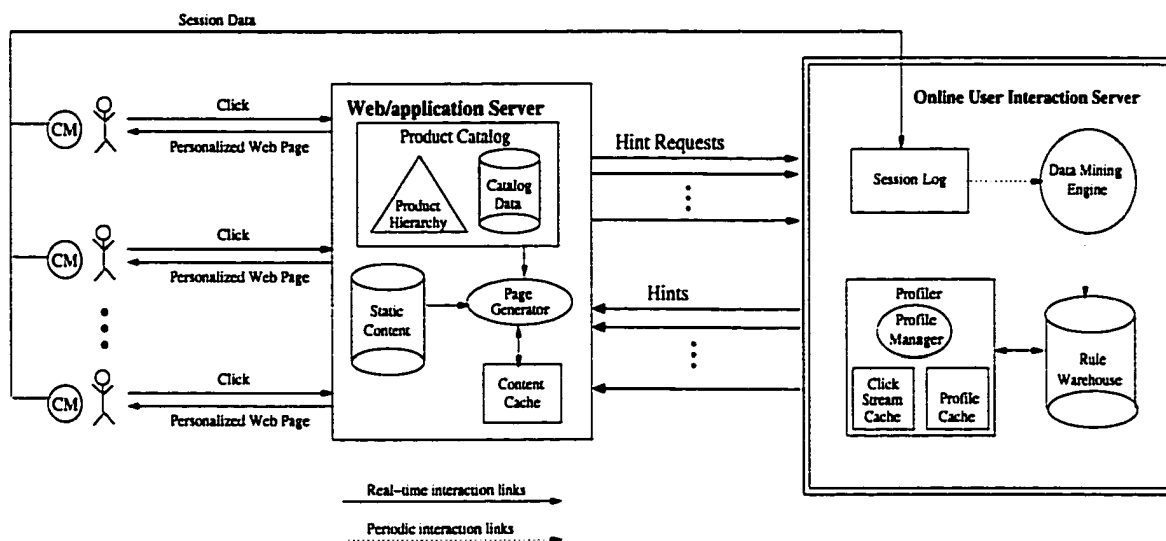 Session Data
Web/application Server
Online User Interaction Server
CM
Click
Personalized Web Page
Product Catalog
Product
Hierarchy
Catalog
Data
Hint Requests
Session Log
Data Mining
Engine
CM
Click
Personalized Web Page
Static
Content
Page
Generator
Hints
Profiler
Profile
Manager
Rule
Warehouse
CM
Click
Personalized Web Page
Content
Cache
Click
Stream
Cache
Profile
Cache
Real-time interaction links
Periodic interaction links